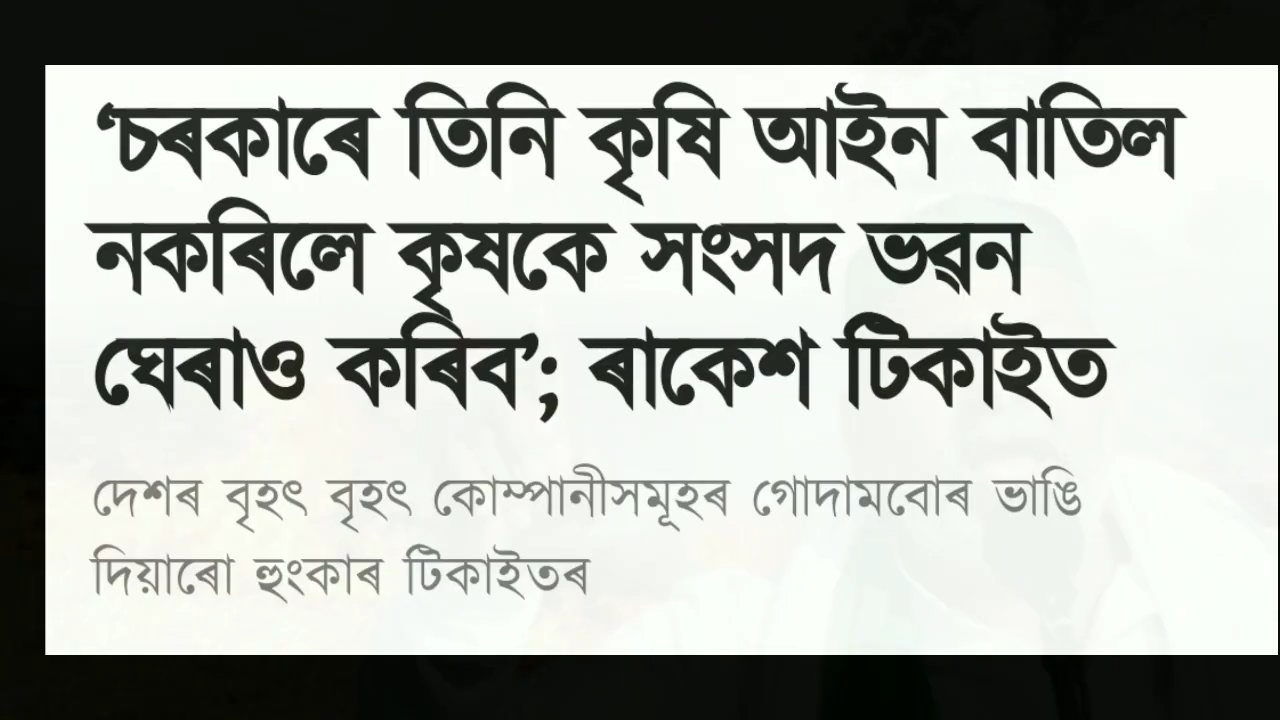 ‘চৰকাৰে তিনি কৃষি আইন বাতিল
নকৰিলে কৃষকে সংসদ ভৱন
ঘেৰাও কৰিব’; ৰাকেশ টিকাইত
দেশৰ বৃহৎ বৃহৎ কোম্পানীসমূহৰ গোদামবোৰ ভাঙি
দিয়াৰো হুংকাৰ টিকাইতৰ